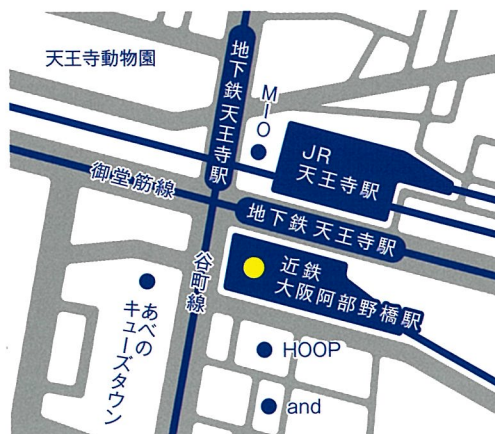 天王寺動物園
地下鉄天王寺駅
MIO
JR
天王寺駅
御堂筋線
地下鉄 天王寺駅
谷町線
近鉄
大阪阿部野橋駅
あべの
キューズタウン
HOOP
and